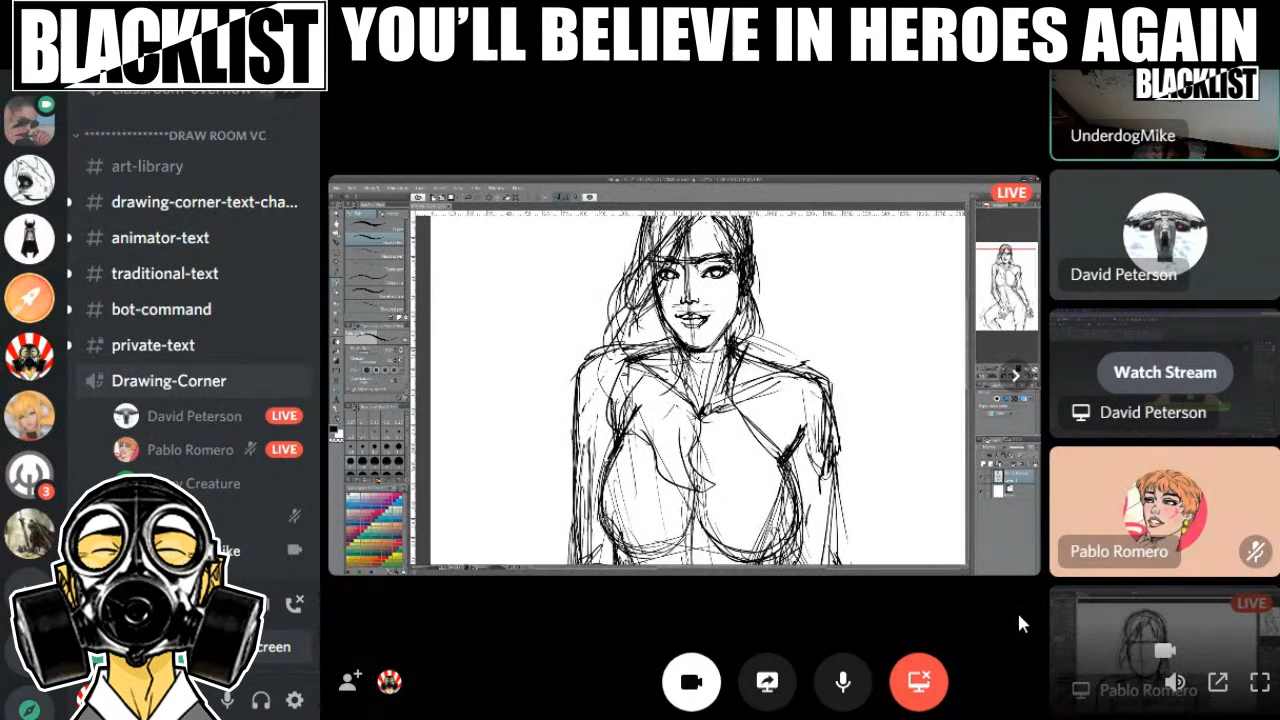 BLACKLIST
YOU'LL BELIEVE IN HEROES AGAIN
BLACKLIST
UnderdogMike
****************DRAW ROOM VC
# art-library
# drawing-corner-text-cha...
# animator-text
# traditional-text
# bot-command
# private-text
Drawing-Corner
David Peterson LIVE
Pablo Romero LIVE
Creature
3
LIVE
David Peterson
Watch Stream
David Peterson
Pablo Romero
LIVE
Pablo Romero